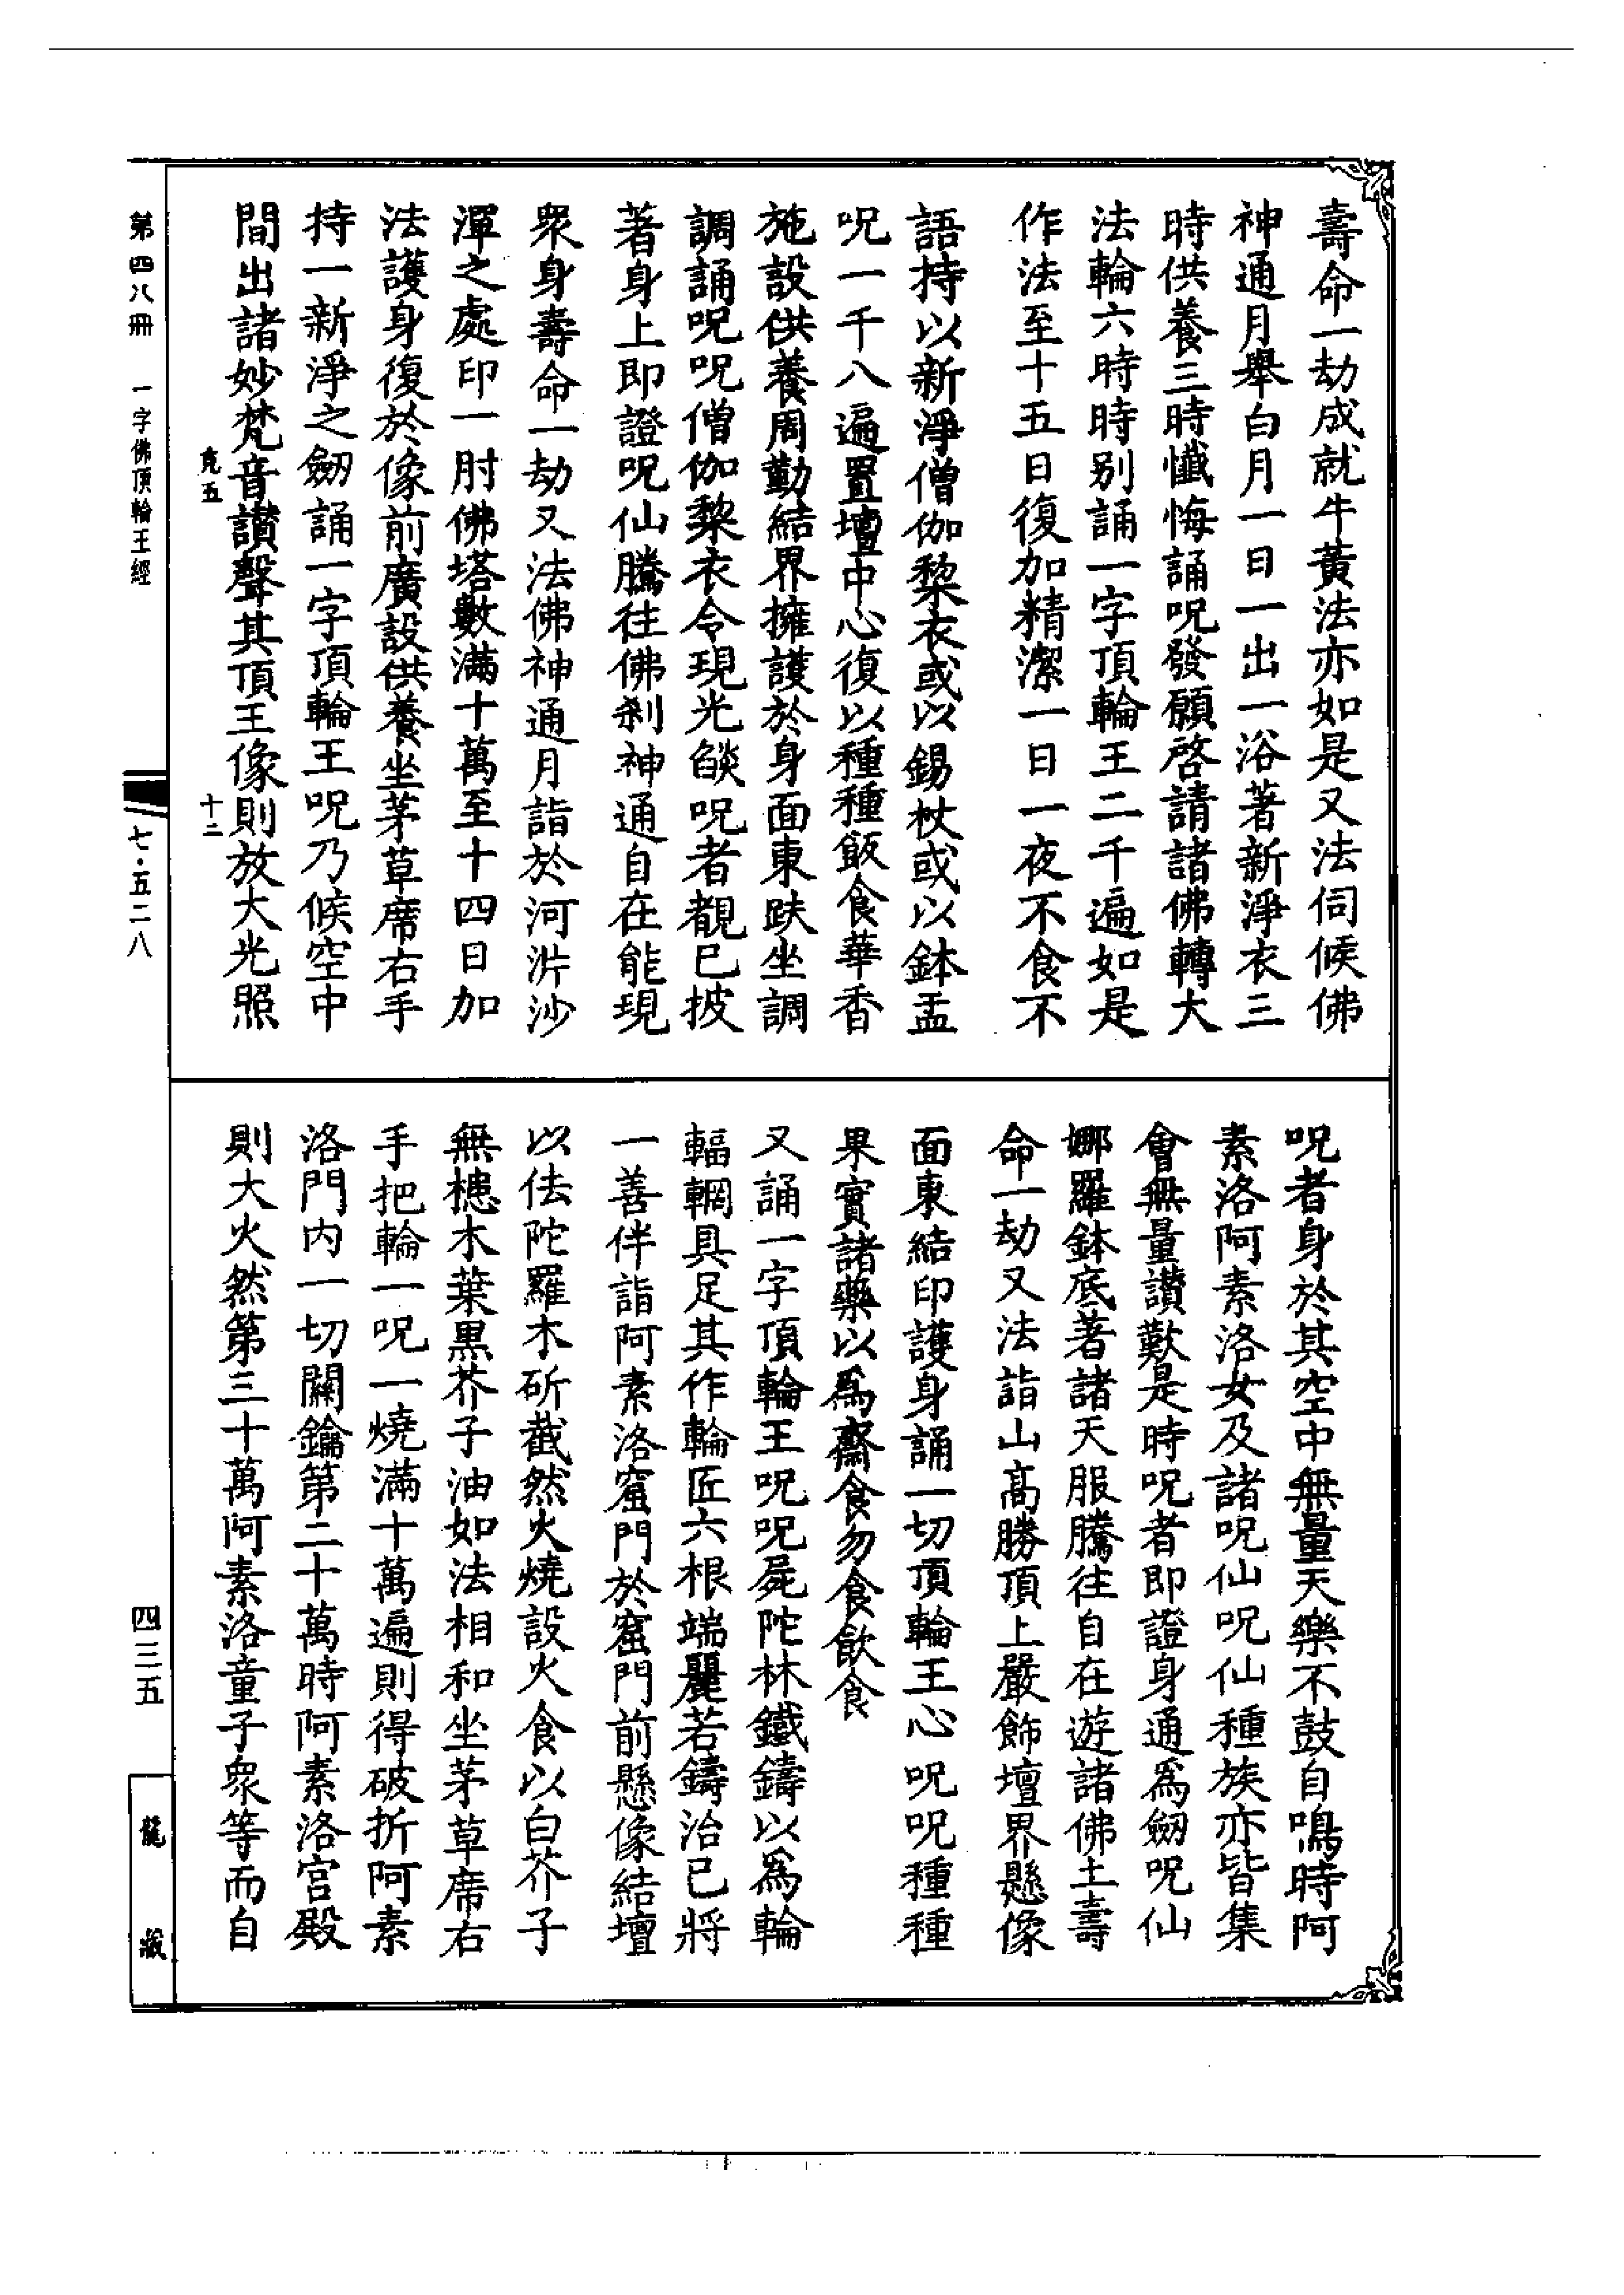 壽命一劫成就牛黃法亦如是又法伺候佛
神通月舉白月一日一出一浴著新淨衣三
時供養三時懺悔誦呪發願啓請諸佛轉大
法輪六時時別誦一字頂輪王二千遍如是
作法至十五日復加精潔一日一夜不食不
語持以新淨僧伽棃衣或以錫杖或以鉢盂
呪一千八遍置壇中心復以種種飯食華香
施設供養周勤結界擁護於身面東趺坐調
調誦呪呪僧伽棃衣令現光燄呪者覩已披
著身上即證呪仙騰往佛刹神通自在能現
衆身壽命一劫又法佛神通月詣於河泲沙
潬之處印一肘佛塔數滿十萬至十四日加
法護身復於像前廣設供養坐茅草席右手
持一新淨之劒誦一字頂輪王呪乃候空中
間出諸妙梵音讃聲其頂王像則放大光照
呪者身於其空中無量天樂不鼓自鳴時阿
素洛阿素洛女及諸呪仙呪仙種族亦皆集
會無量讃歎是時呪者即證身通爲劒呪仙
娜羅鉢底著諸天服騰往自在遊諸佛土壽
命一劫又法詣山高勝頂上嚴飾壇界懸像
面東結印護身誦一切頂輪王心呪呪種種
果實諸藥以爲齋食勿食飲食
又誦一字頂輪王呪呪屍陀林鐵鑄以爲輪
輻輞具足其作輪匠六根端麗若鑄治已將
一善伴詣阿素洛窟門於窟門前懸像結壇
以佉陀羅木斫截然火燒設火食以白芥子
無槵木葉黑芥子油如法相和坐茅草席右
手把輪一呪一燒滿十萬遍則得破折阿素
洛門内一切關鑰第二十萬時阿素洛宫殿
則大火然第三十萬阿素洛童子衆等而自
克五
十二
第四八冊 一字佛頂輪王經
七·五二八
四三五
龍藏